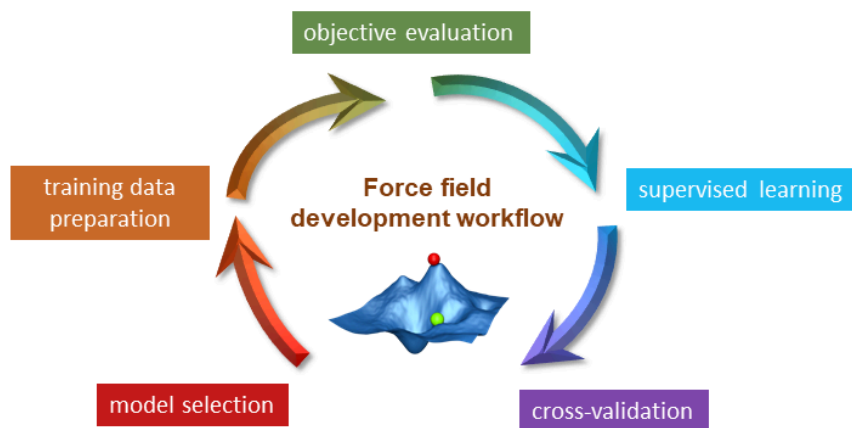 objective evaluation
training data
preparation
Force field
development workflow
supervised learning
model selection
cross-validation